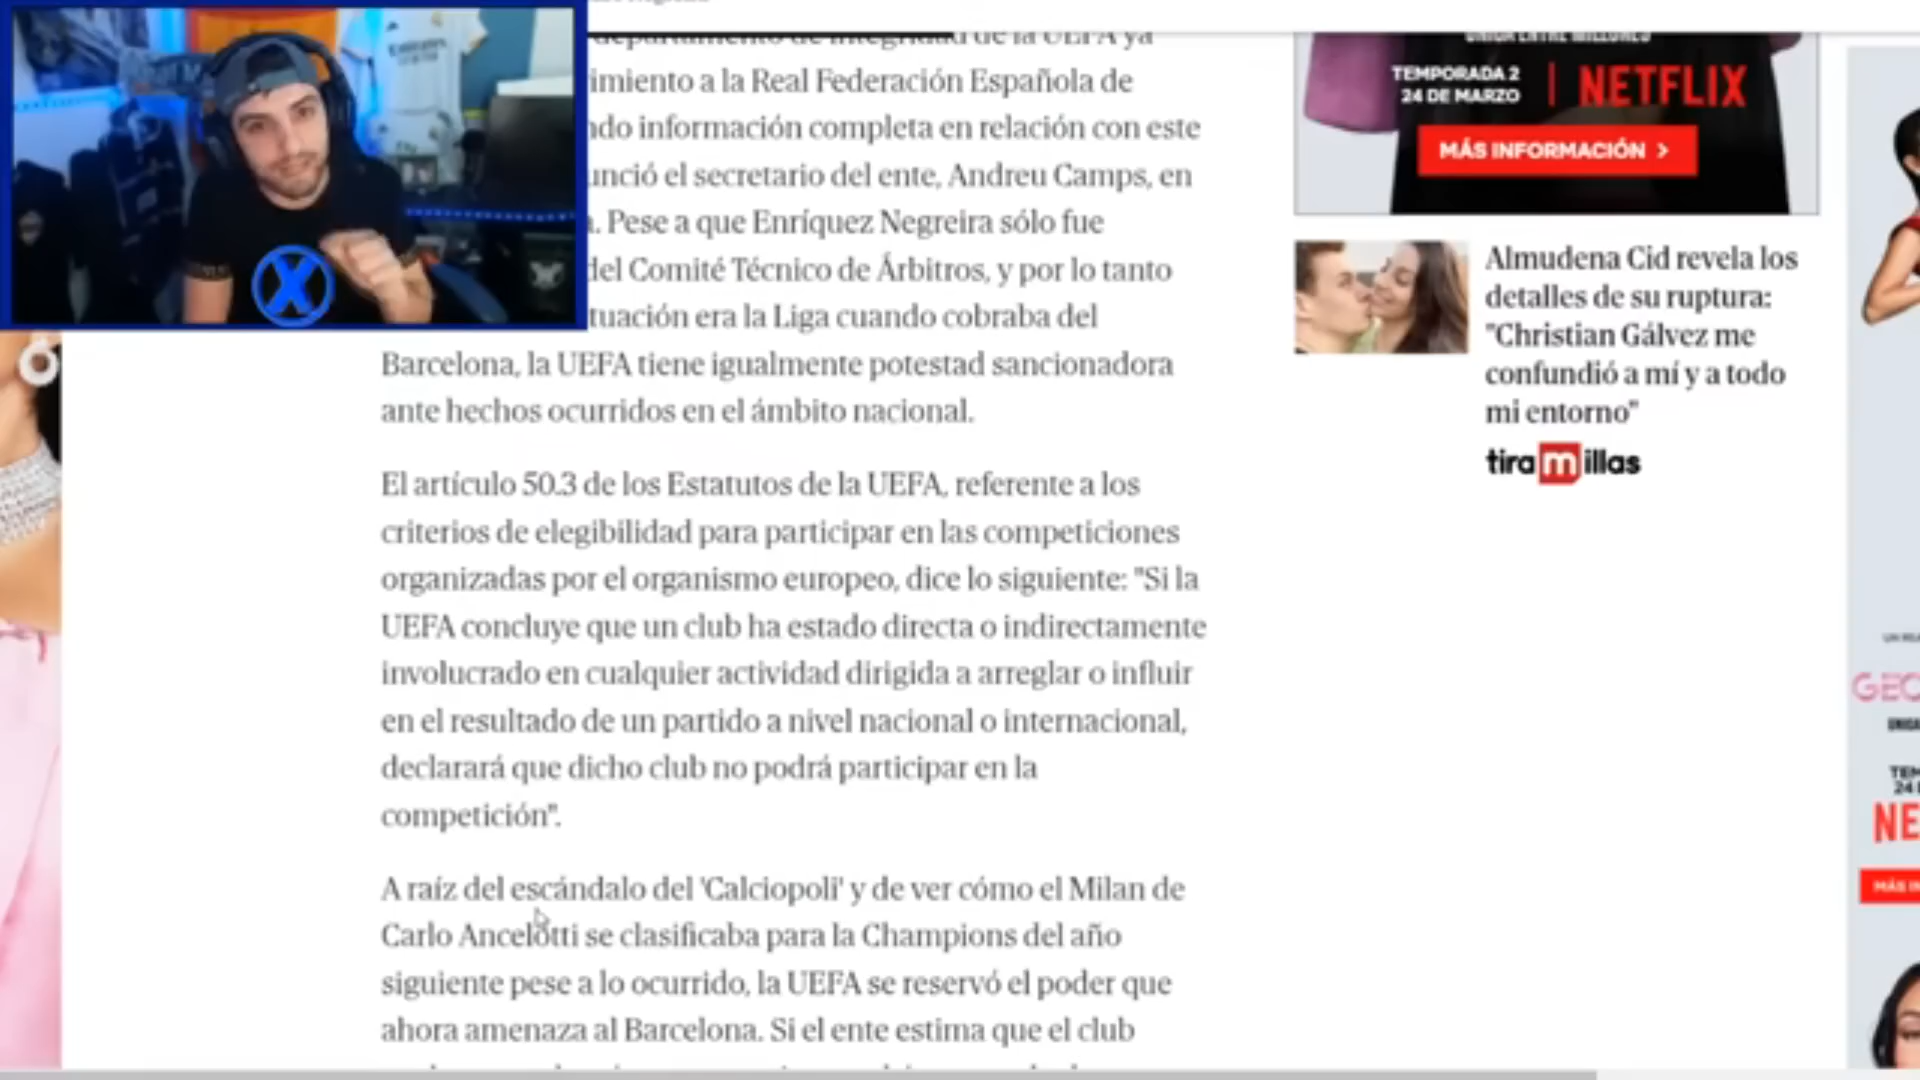 departamento de integridad de la UEFA ya
imiento a la Real Federación Española de
ndo información completa en relación con este
unció el secretario del ente, Andreu Camps, en
a. Pese a que Enríquez Negreira sólo fue
del Comité Técnico de Árbitros, y por lo tanto
tuación era la Liga cuando cobraba del
Barcelona, la UEFA tiene igualmente potestad sancionadora
ante hechos ocurridos en el ámbito nacional.
El artículo 50.3 de los Estatutos de la UEFA, referente a los
criterios de elegibilidad para participar en las competiciones
organizadas por el organismo europeo, dice lo siguiente: "Si la
UEFA concluye que un club ha estado directa o indirectamente
involucrado en cualquier actividad dirigida a arreglar o influir
en el resultado de un partido a nivel nacional o internacional,
declarará que dicho club no podrá participar en la
competición".
A raíz del escándalo del 'Calciopoli' y de ver cómo el Milan de
Carlo Ancelotti se clasificaba para la Champions del año
siguiente pese a lo ocurrido, la UEFA se reservó el poder que
ahora amenaza al Barcelona. Si el ente estima que el club
TEMPORADA 2
24 DE MARZO
NETFLIX
MÁS INFORMACIÓN >
Almudena Cid revela los
detalles de su ruptura:
"Christian Gálvez me
confundió a mí y a todo
mi entorno"
tiramillas
GEO
TEM
24 D
NE
MÁS IN
X